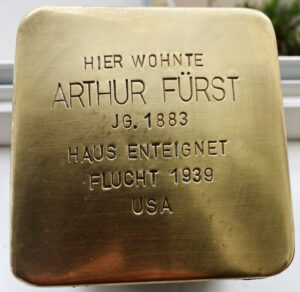 HIER WOHNTE
ARTHUR FÜRST
JG. 1883
HAUS ENTEIGNET
FLUCHT 1939
USA